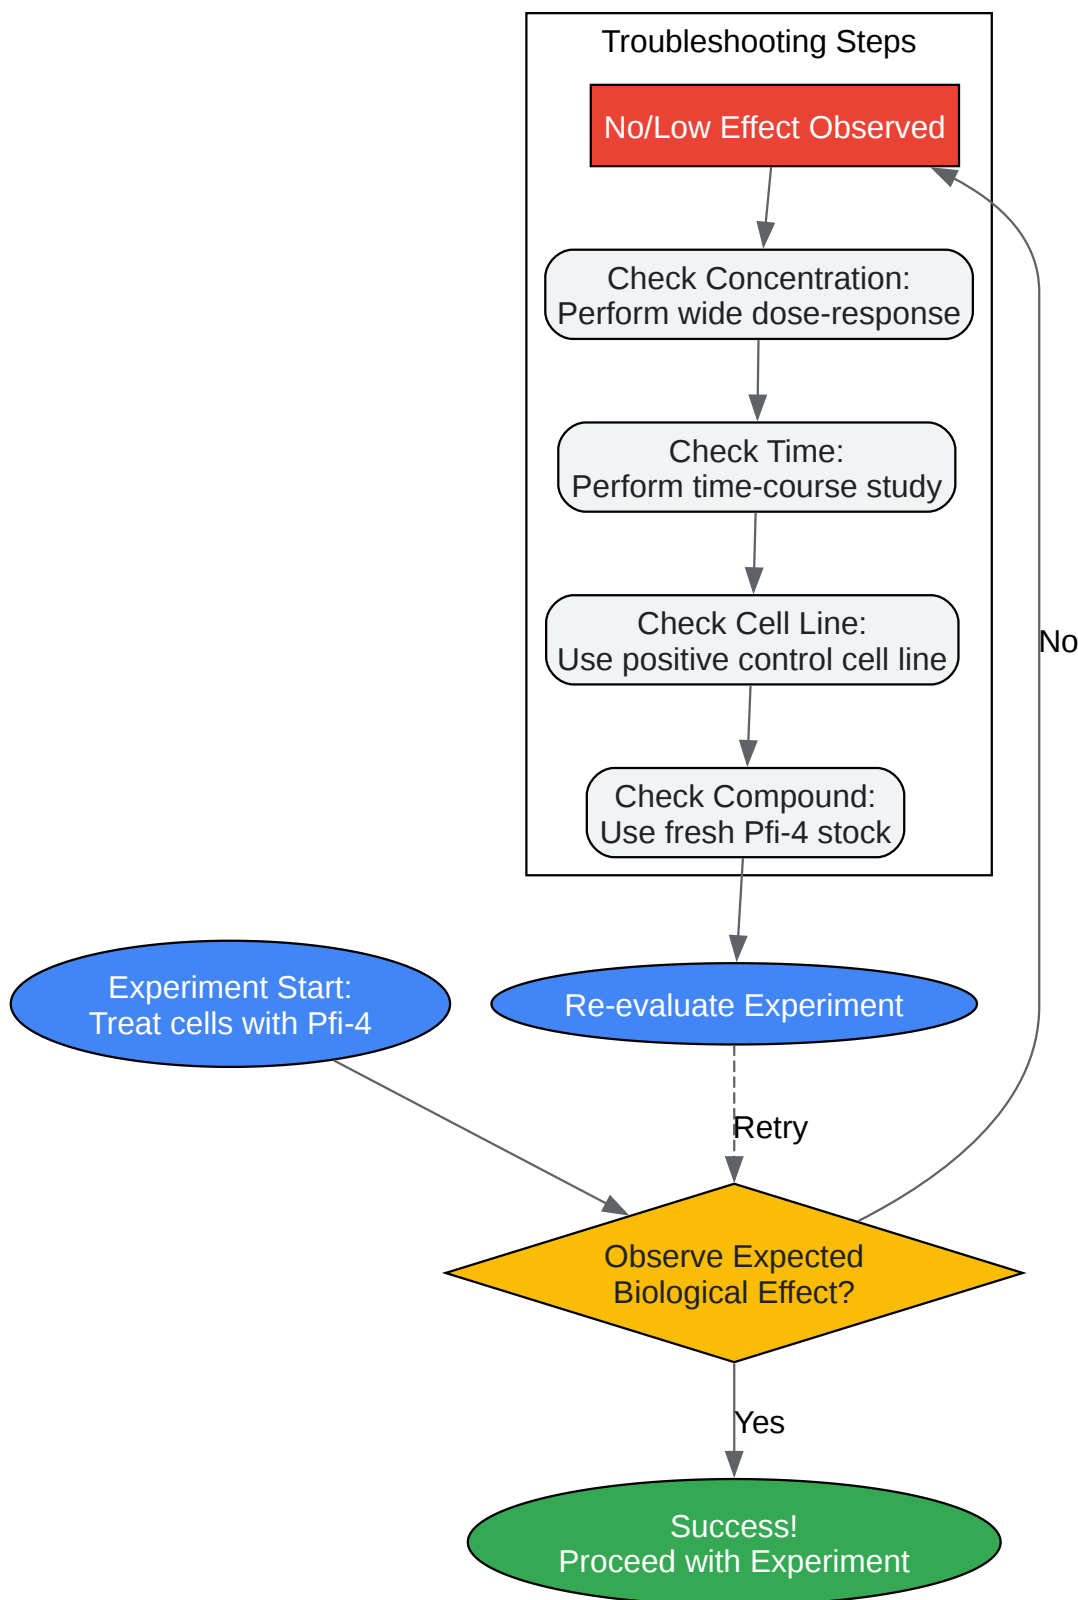 Troubleshooting Steps
No/Low Effect Observed
Check Concentration:
Perform wide dose-response
Check Time:
Perform time-course study
Check Cell Line:
Use positive control cell line
No
Check Compound:
Use fresh Pfi-4 stock
Experiment Start:
Treat cells with Pfi-4
Re-evaluate Experiment
Retry
Observe Expected
Biological Effect?
Yes
Success!
Proceed with Experiment